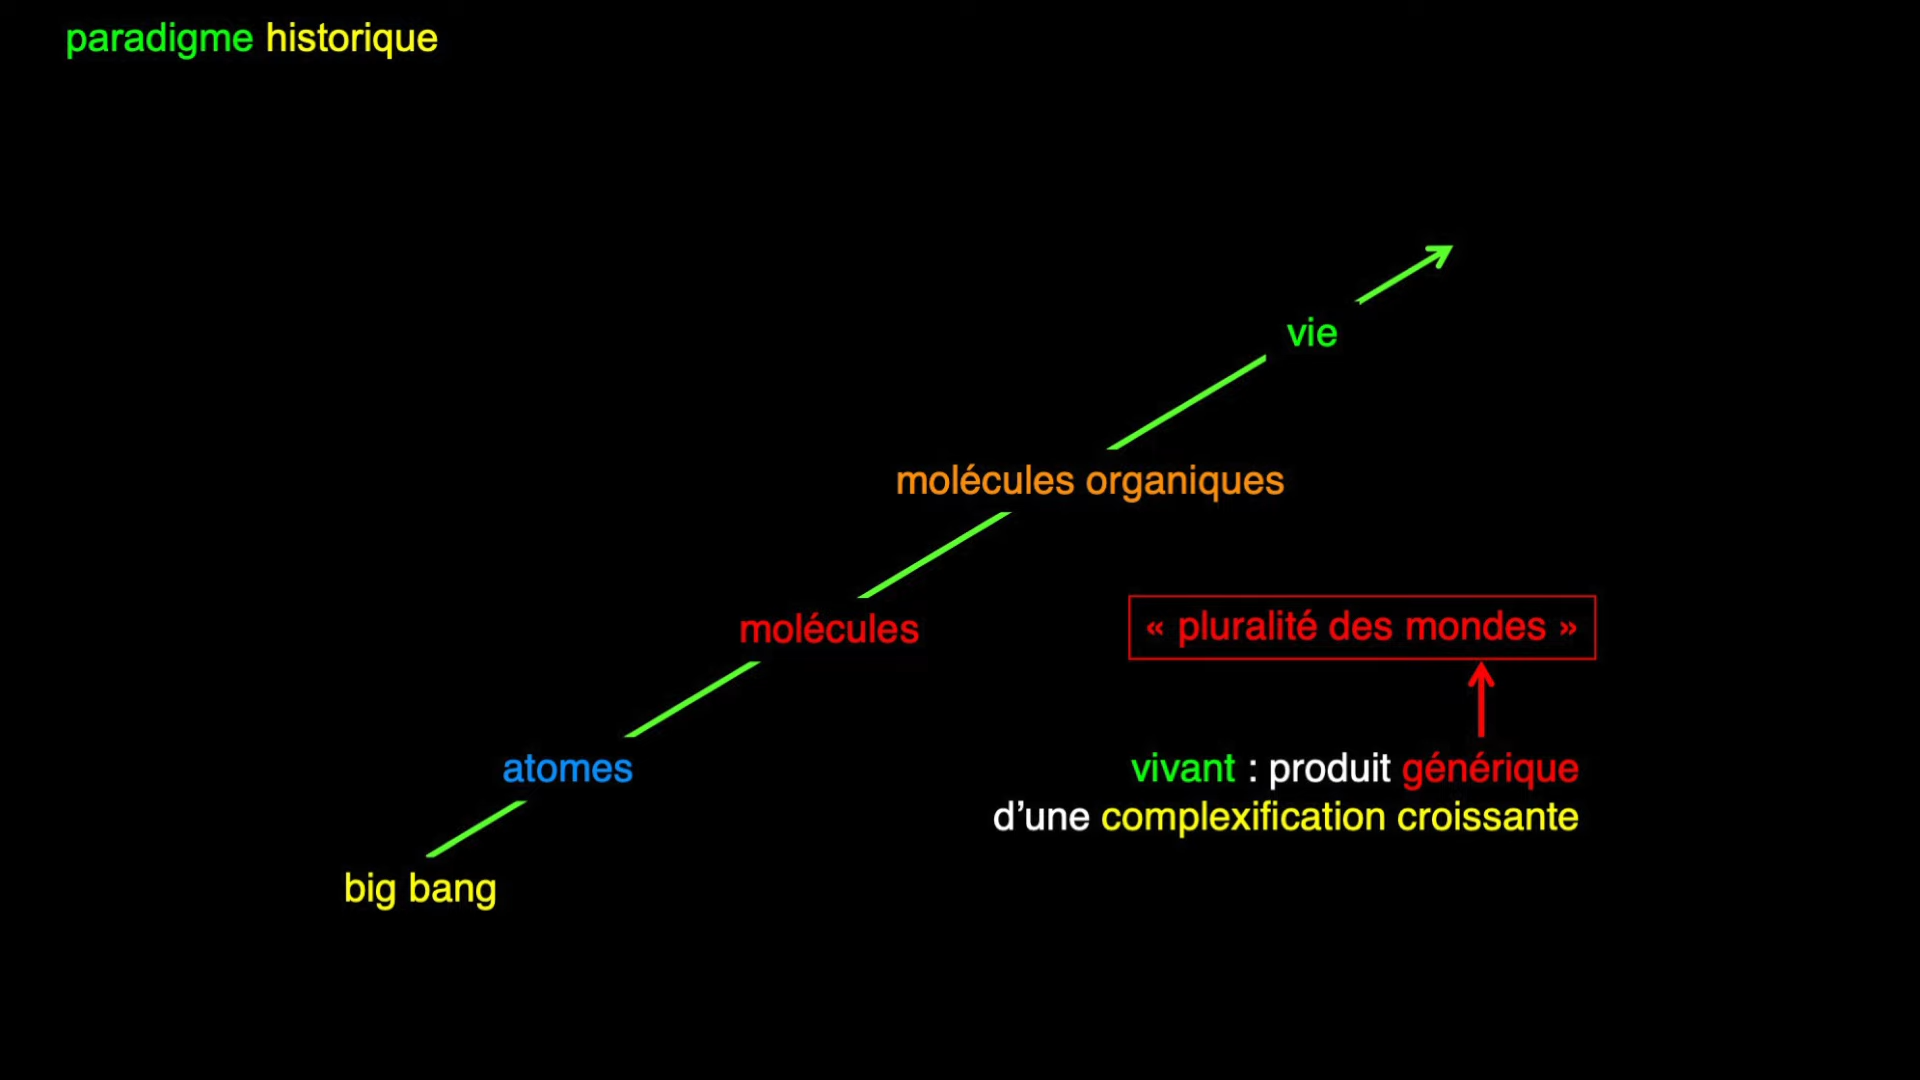 paradigme historique
vie
molécules organiques
molécules
« pluralité des mondes »
atomes
vivant : produit générique
d’une complexification croissante
big bang